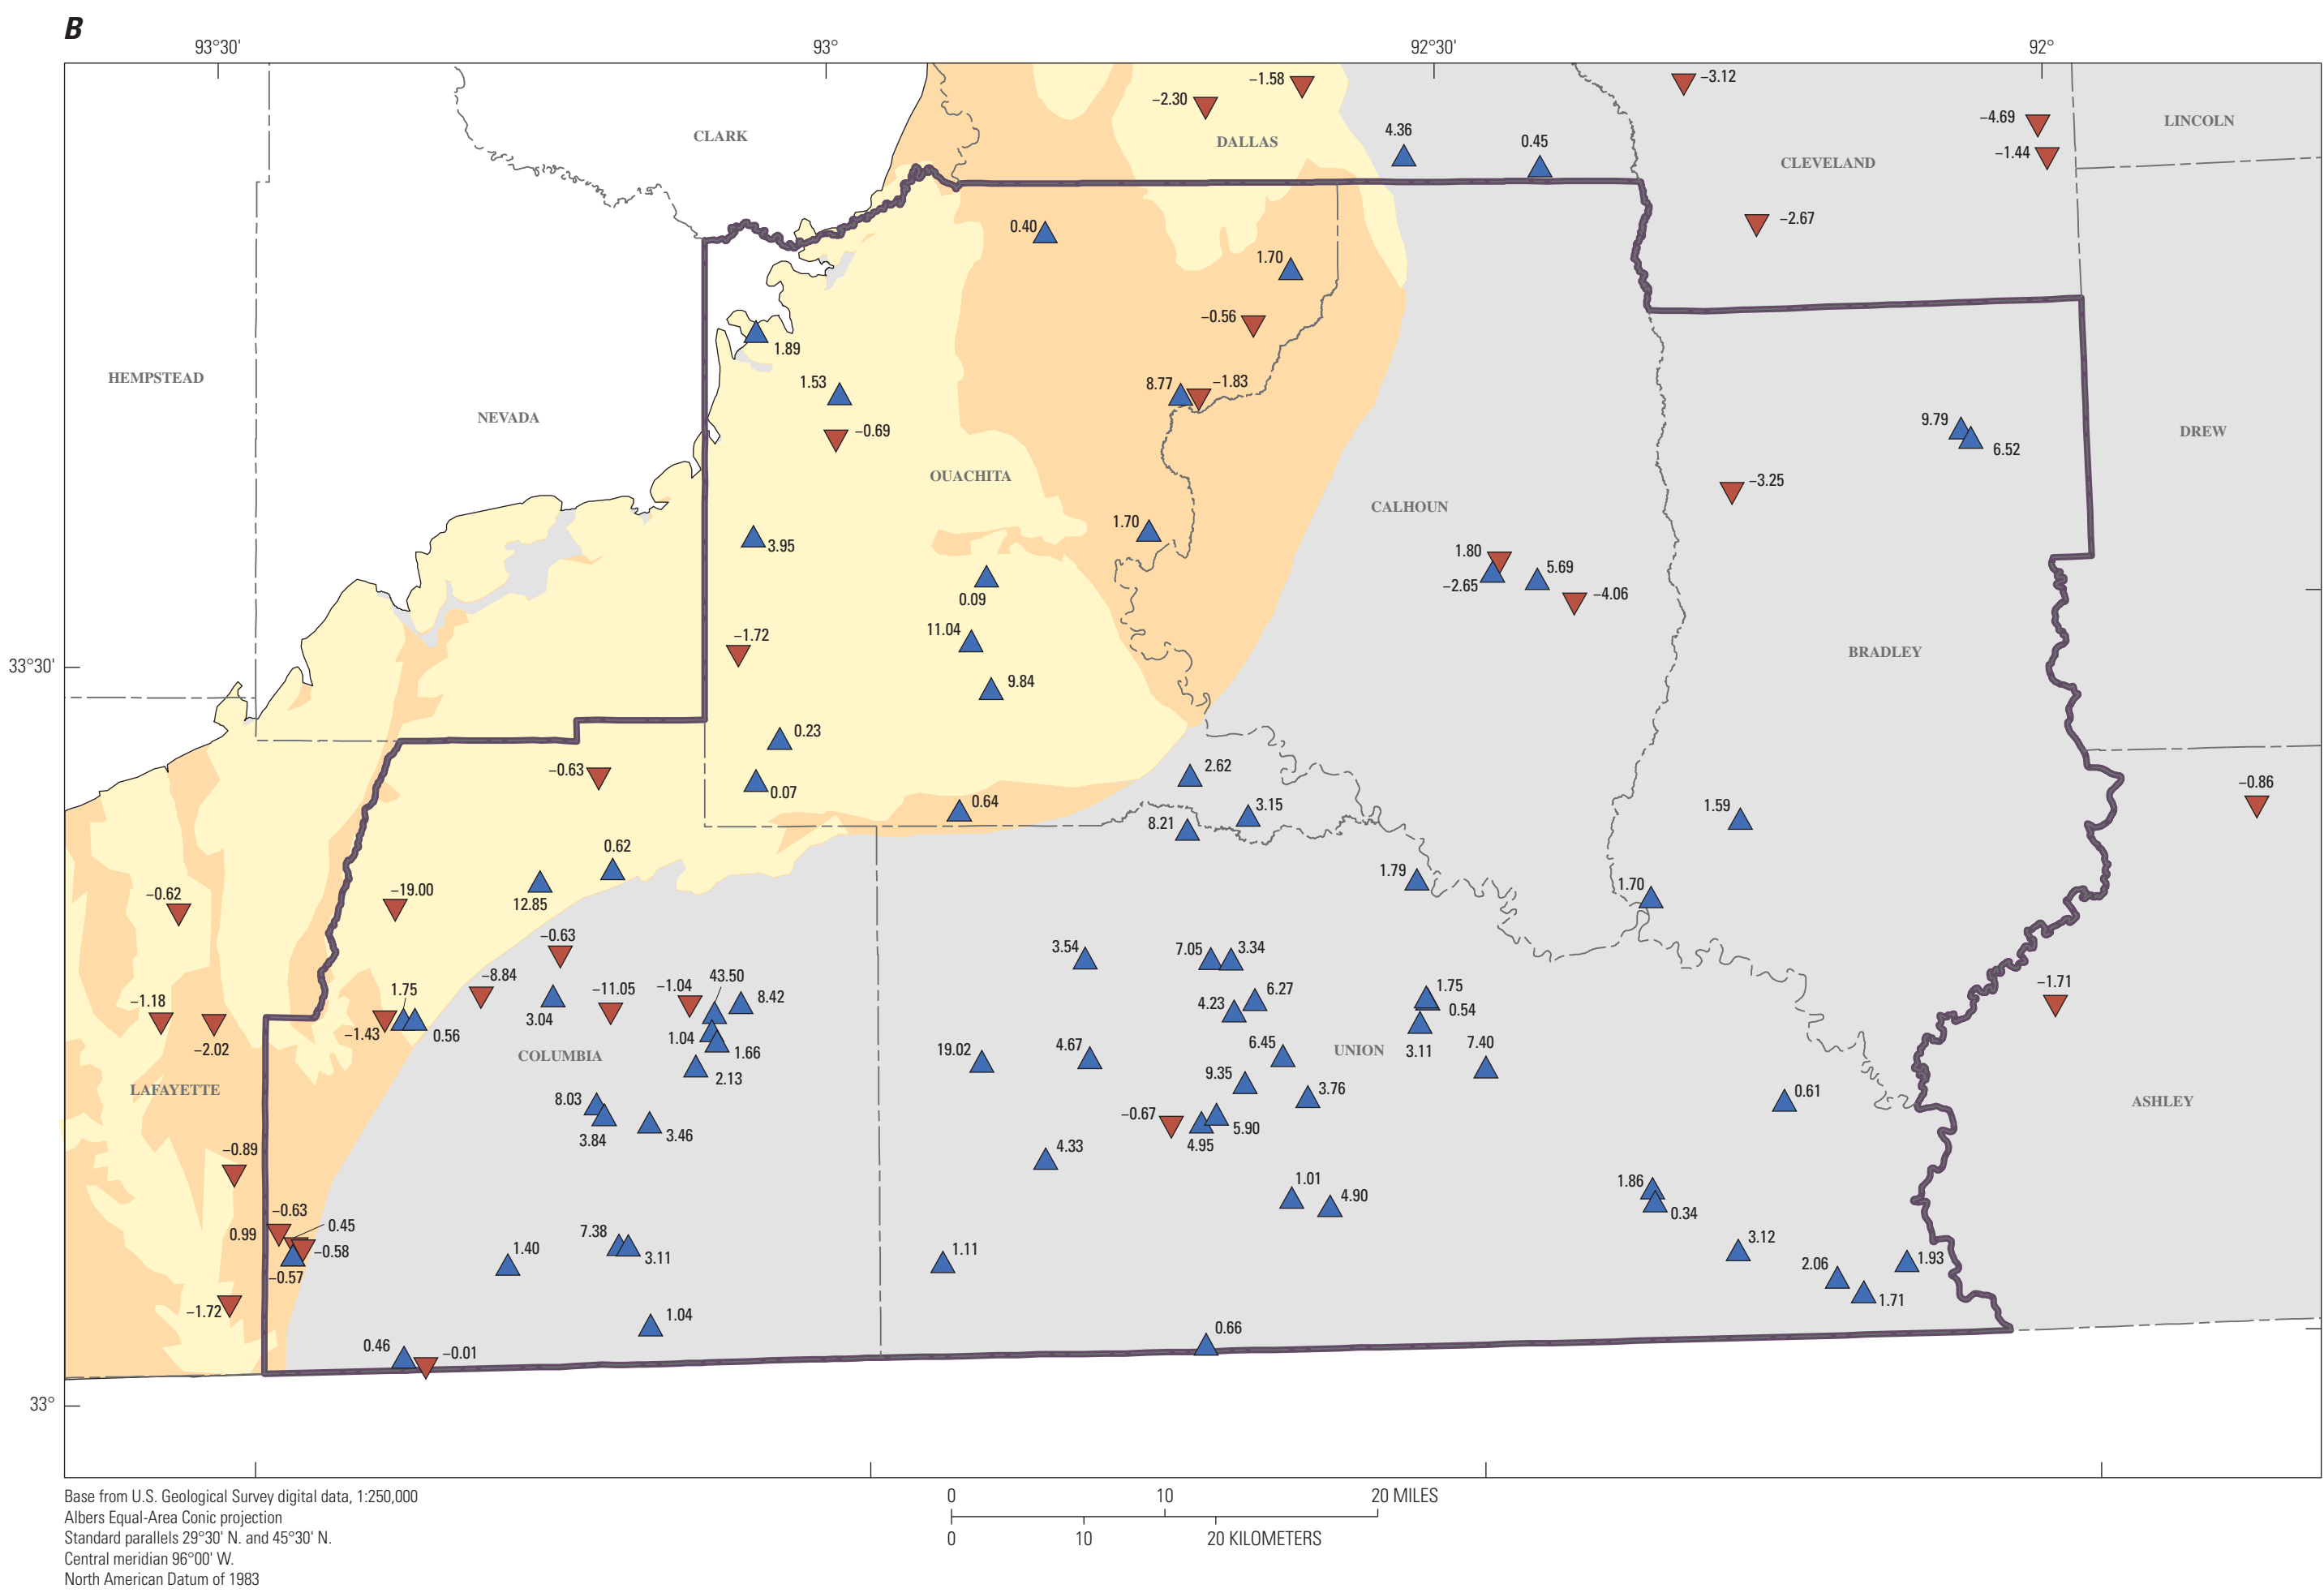 B
93°30' 93° 92°30' 92°
−1.58 −3.12
−2.30
−4.69 LINCOLN
4.36 CLARK DALLAS 0.45
−1.44
CLEVELAND
−2.67
0.40
1.70
−0.56
1.89
HEMPSTEAD 1.53 8.77 −1.83
NEVADA 9.79 DREW
−0.69
6.52
OUACHITA −3.25
CALHOUN
1.70
3.95 1.80
5.69
−2.65 −4.06
0.09
11.04 −1.72
BRADLEY
33°30'
9.84
0.23
−0.63 2.62
−0.86
0.07 0.64 3.15 1.59
8.21
0.62
1.79
−0.62 −19.00 1.70
12.85
−0.63 3.54 7.05 3.34
−8.84 43.50 −1.71
1.75 −11.05 −1.04 8.42 6.27 1.75
−1.18 4.23 0.54
3.04
−1.43 0.56 1.04
−2.02 COLUMBIA 1.66 19.02 4.67 6.45 UNION 3.11 7.40
2.13 9.35
LAFAYETTE 3.76 0.61 ASHLEY
8.03 −0.67
3.84 3.46 4.95 5.90
−0.89 4.33
1.01 1.86
4.90
−0.63 0.34
0.45
0.99 7.38 3.12
−0.58 1.40 3.11 1.11 1.93
−0.57 2.06
−1.72 1.71
1.04
0.66
0.46 −0.01
33°
Base from U.S. Geological Survey digital data, 1:250,000
Albers Equal-Area Conic projection
Standard parallels 29°30' N. and 45°30' N.
Central meridian 96°00' W.
North American Datum of 1983
0 10 20 MILES
0 10 20 KILOMETERS